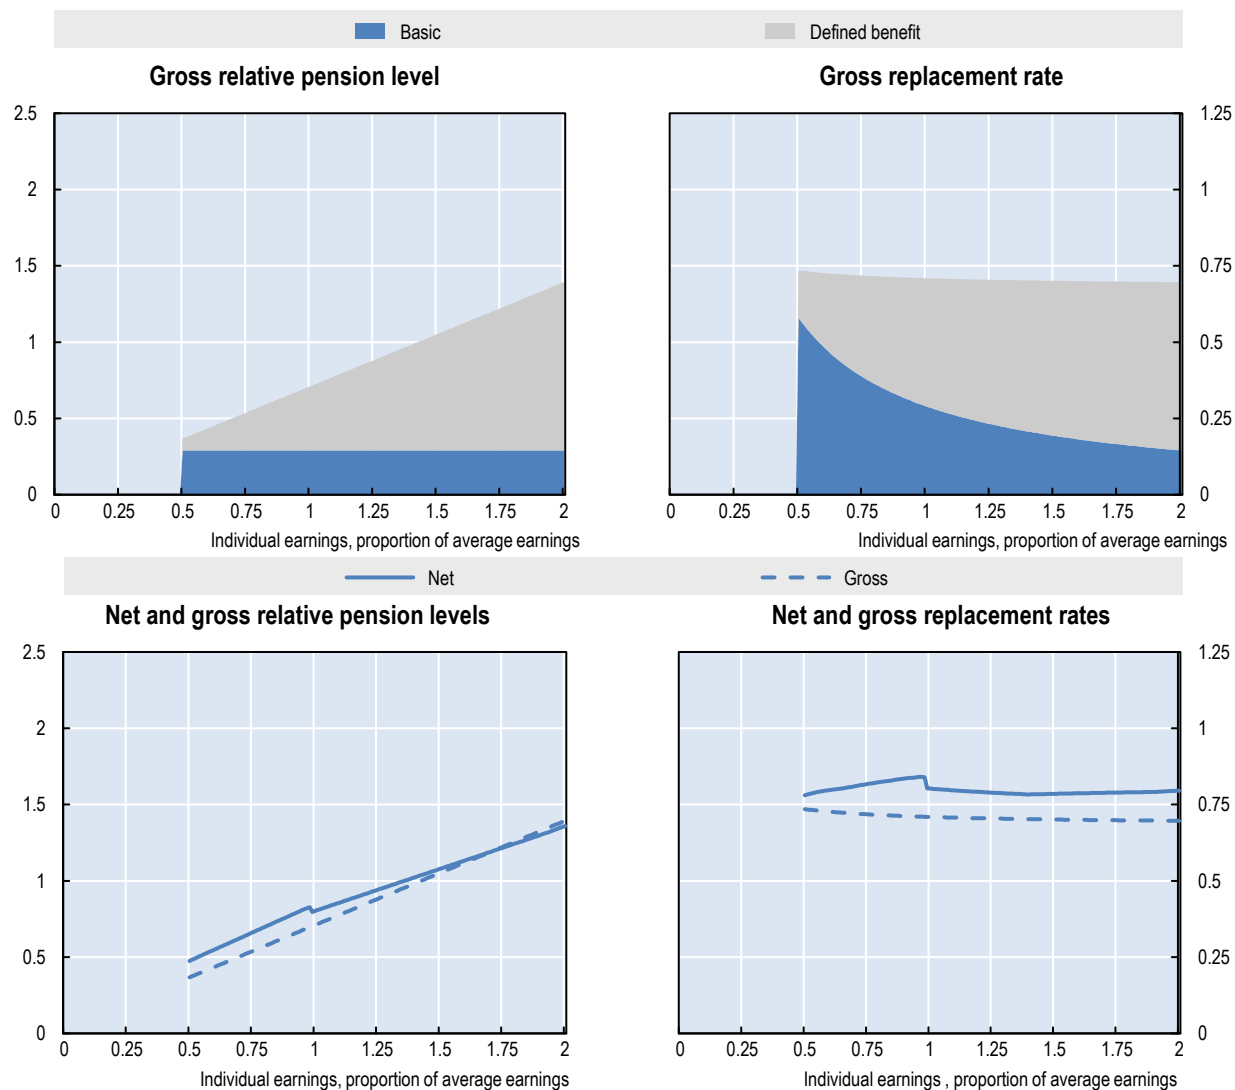 Basic Defined benefit
Gross relative pension level
2.5
2
1.5
1
0.5
0
0 0.25 0.5 0.75 1 1.25 1.5 1.75 2
Individual earnings, proportion of average earnings
Gross replacement rate
1.25
1
0.75
0.5
0.25
0
0 0.25 0.5 0.75 1 1.25 1.5 1.75 2
Individual earnings, proportion of average earnings
Net Gross
Net and gross relative pension levels
2.5
2
1.5
1
0.5
0
0 0.25 0.5 0.75 1 1.25 1.5 1.75 2
Individual earnings, proportion of average earnings
Net and gross replacement rates
1.25
1
0.75
0.5
0.25
0
0 0.25 0.5 0.75 1 1.25 1.5 1.75 2
Individual earnings , proportion of average earnings